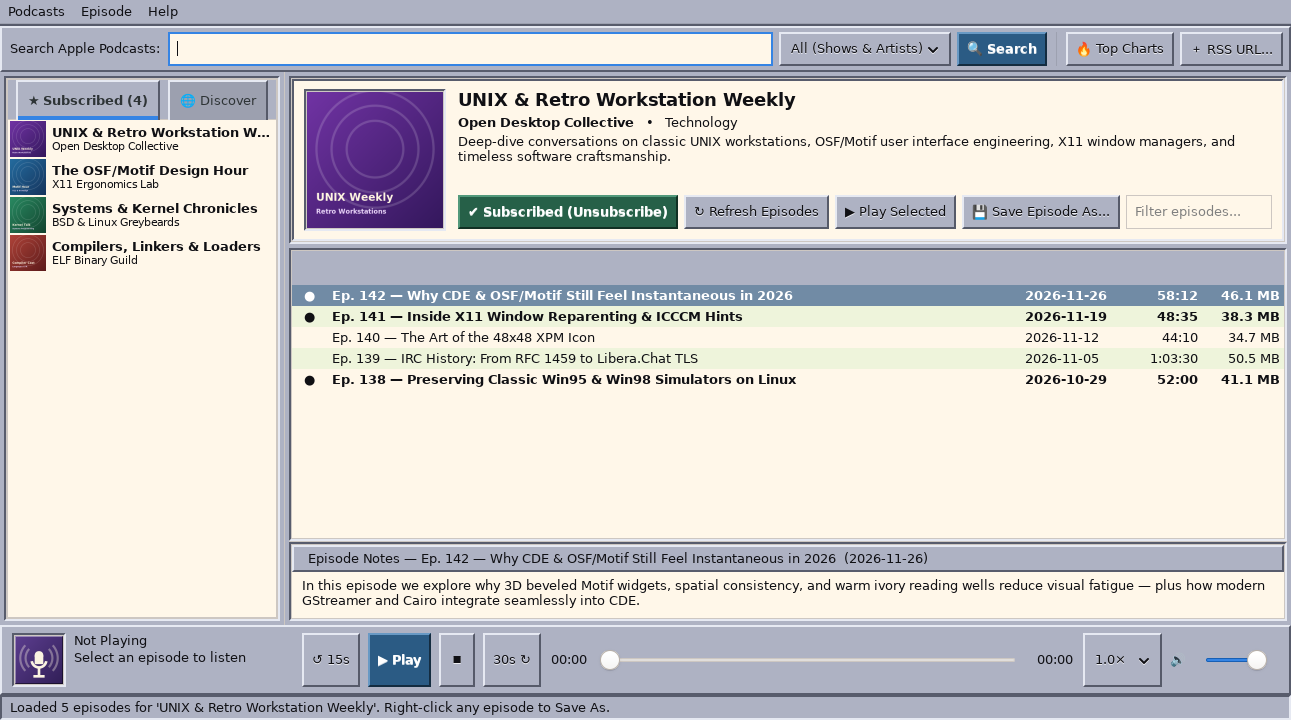 Podcasts Episode Help
Search Apple Podcasts: All (Shows & Artists) 🔍 Search 🔥 Top Charts + RSS URL...
★ Subscribed (4) 🌐 Discover
UNIX & Retro Workstation W...
Open Desktop Collective
The OSF/Motif Design Hour
X11 Ergonomics Lab
Systems & Kernel Chronicles
BSD & Linux Greybeards
Compilers, Linkers & Loaders
ELF Binary Guild
UNIX Weekly
Retro Workstations
UNIX & Retro Workstation Weekly
Open Desktop Collective • Technology
Deep-dive conversations on classic UNIX workstations, OSF/Motif user interface engineering, X11 window managers, and
timeless software craftsmanship.
✔ Subscribed (Unsubscribe) ↻ Refresh Episodes ▶ Play Selected 💾 Save Episode As... Filter episodes...
● Ep. 142 — Why CDE & OSF/Motif Still Feel Instantaneous in 2026 2026-11-26 58:12 46.1 MB
● Ep. 141 — Inside X11 Window Reparenting & ICCCM Hints 2026-11-19 48:35 38.3 MB
Ep. 140 — The Art of the 48x48 XPM Icon 2026-11-12 44:10 34.7 MB
Ep. 139 — IRC History: From RFC 1459 to Libera.Chat TLS 2026-11-05 1:03:30 50.5 MB
● Ep. 138 — Preserving Classic Win95 & Win98 Simulators on Linux 2026-10-29 52:00 41.1 MB
Episode Notes — Ep. 142 — Why CDE & OSF/Motif Still Feel Instantaneous in 2026 (2026-11-26)
In this episode we explore why 3D beveled Motif widgets, spatial consistency, and warm ivory reading wells reduce visual fatigue — plus how modern
GStreamer and Cairo integrate seamlessly into CDE.
Not Playing
Select an episode to listen
↺ 15s ▶ Play ■ 30s ↻ 00:00 00:00 1.0× 🔊
Loaded 5 episodes for 'UNIX & Retro Workstation Weekly'. Right-click any episode to Save As.